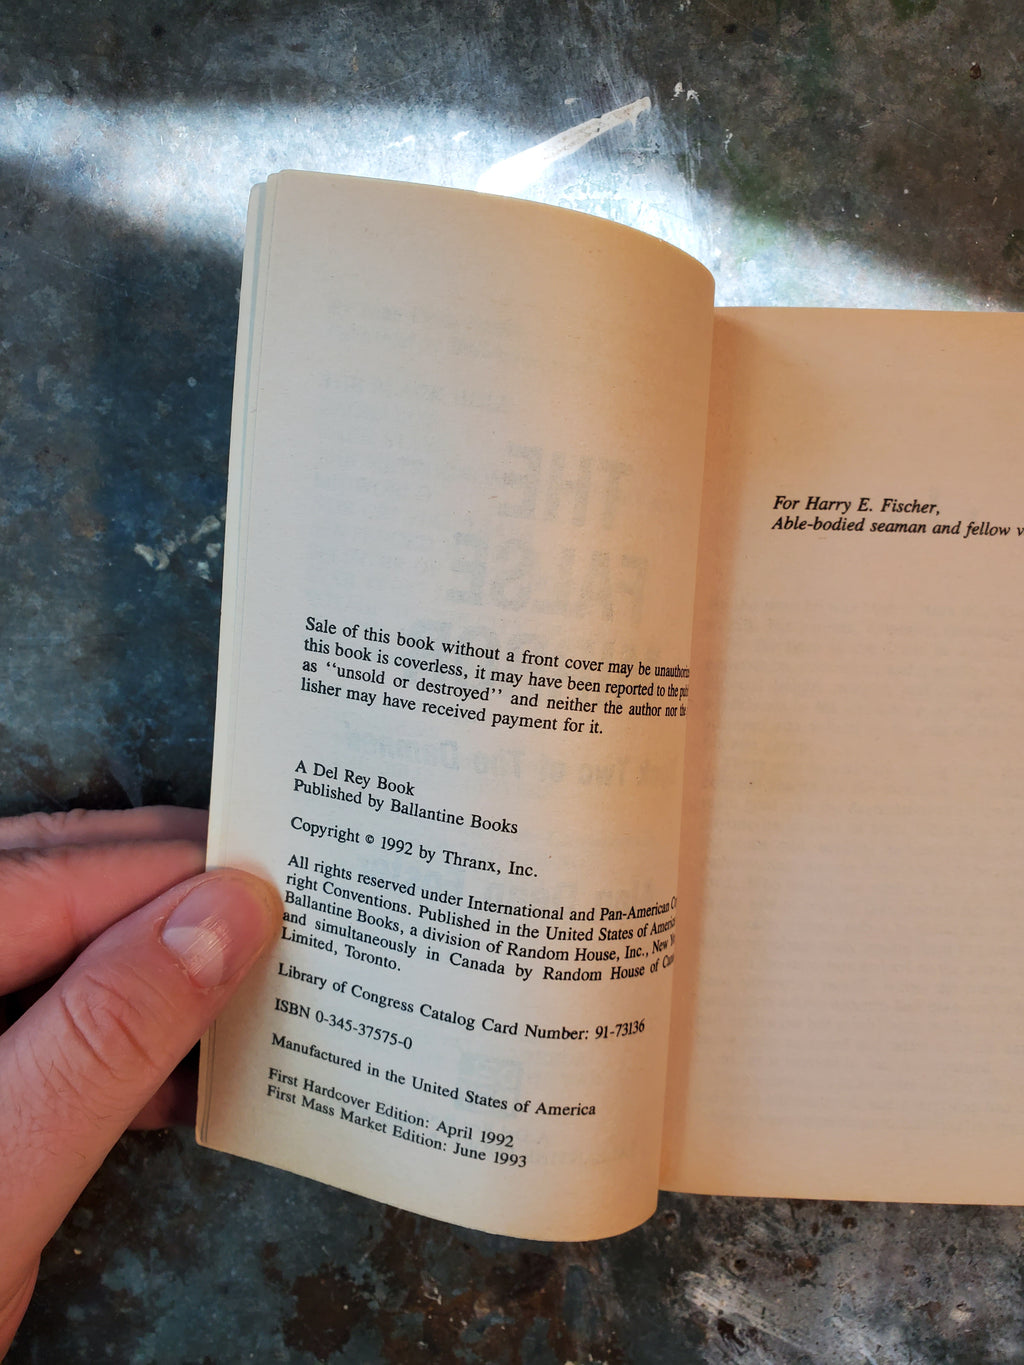 Sale of this book without a front cover may be
this book is coverless, it may have been reported to the
as ‘‘unsold or destroyed’’ and neither the author nor the
lisher may have received payment for it.
A Del Rey Book
Published by Ballantine Books
Copyright © 1992 by Thranx, Inc.
All rights reserved under International and Pan-American
right Conventions. Published in the United States of
Ballantine Books, a division of Random House, Inc., New
and simultaneously in Canada by Random House of
Limited, Toronto.
Library of Congress Catalog Card Number: 91-73136
ISBN 0-345-37575-0
Manufactured in the United States of America
First Hardcover Edition: April 1992
First Mass Market Edition: June 1993
For Harry E. Fischer,
Able-bodied seaman and fellow